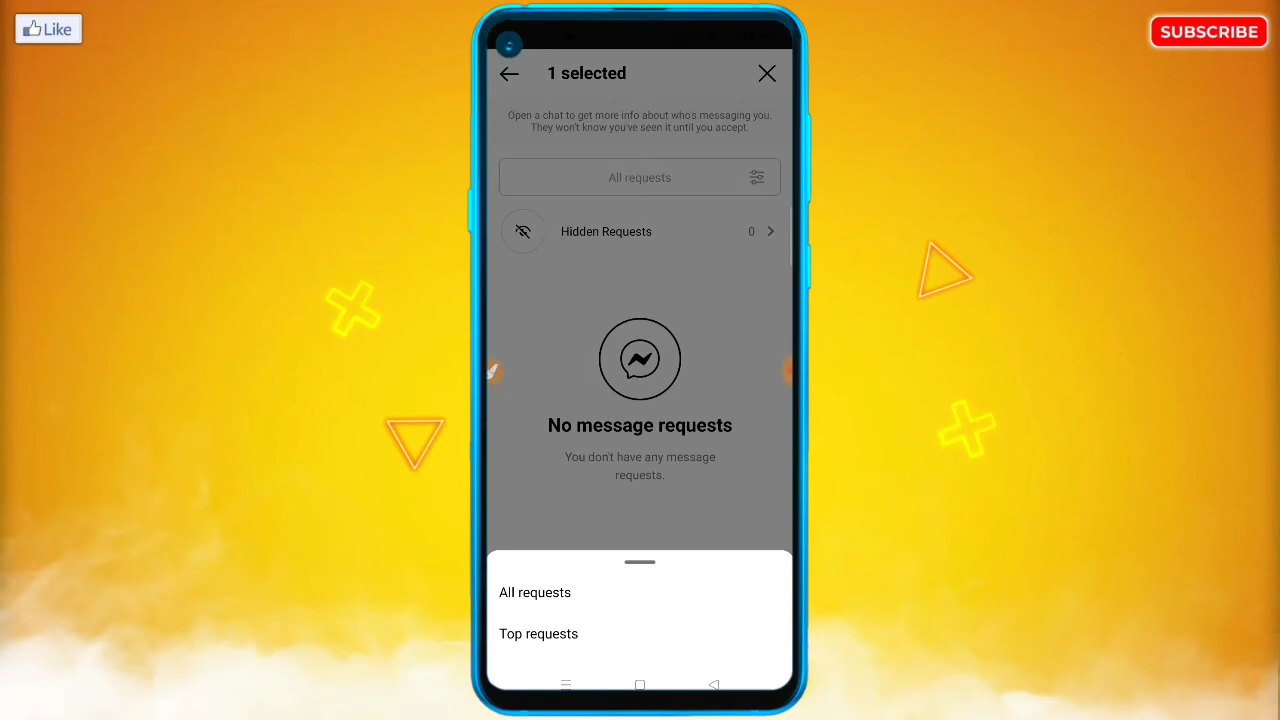 Like
SUBSCRIBE
1 selected
Open a chat to get more info about who's messaging you.
They won't know you've seen it until you accept.
All requests
Hidden Requests 0
No message requests
You don't have any message
requests.
All requests
Top requests